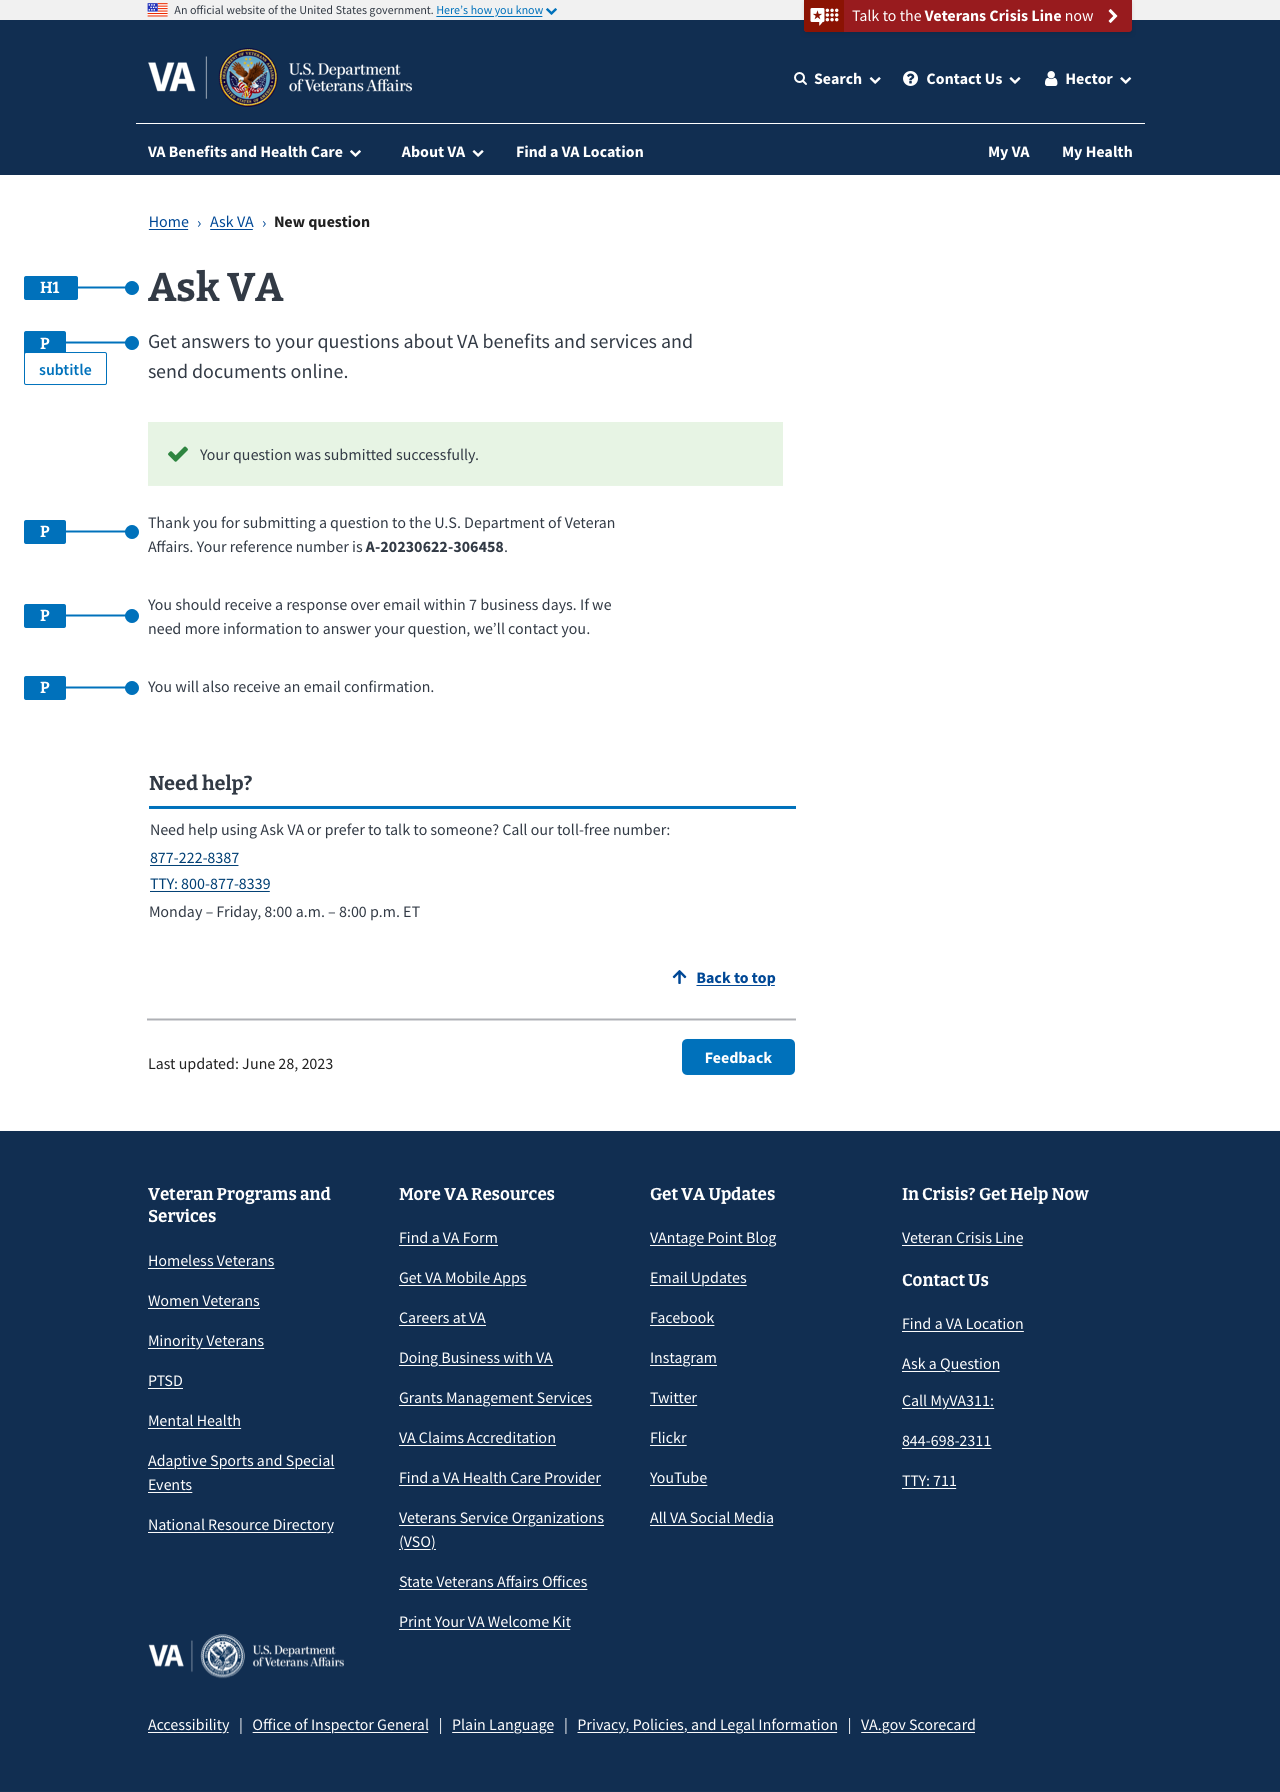 An official website of the United States government. Here's how you know
Talk to the Veterans Crisis Line now
VA
U.S. Department
of Veterans Affairs
Search
Contact Us
Hector
VA Benefits and Health Care
About VA
Find a VA Location
My VA
My Health
Home › Ask VA › New question
H1
Ask VA
P
subtitle
Get answers to your questions about VA benefits and services and
send documents online.
Your question was submitted successfully.
P
Thank you for submitting a question to the U.S. Department of Veteran
Affairs. Your reference number is A-20230622-306458.
P
You should receive a response over email within 7 business days. If we
need more information to answer your question, we’ll contact you.
P
You will also receive an email confirmation.
Need help?
Need help using Ask VA or prefer to talk to someone? Call our toll-free number:
877-222-8387
TTY: 800-877-8339
Monday – Friday, 8:00 a.m. – 8:00 p.m. ET
Back to top
Last updated: June 28, 2023
Feedback
Veteran Programs and
Services
Homeless Veterans
Women Veterans
Minority Veterans
PTSD
Mental Health
Adaptive Sports and Special
Events
National Resource Directory
More VA Resources
Find a VA Form
Get VA Mobile Apps
Careers at VA
Doing Business with VA
Grants Management Services
VA Claims Accreditation
Find a VA Health Care Provider
Veterans Service Organizations
(VSO)
State Veterans Affairs Offices
Print Your VA Welcome Kit
Get VA Updates
VAntage Point Blog
Email Updates
Facebook
Instagram
Twitter
Flickr
YouTube
All VA Social Media
In Crisis? Get Help Now
Veteran Crisis Line
Contact Us
Find a VA Location
Ask a Question
Call MyVA311:
844-698-2311
TTY: 711
VA
U.S. Department
of Veterans Affairs
Accessibility | Office of Inspector General | Plain Language | Privacy, Policies, and Legal Information | VA.gov Scorecard